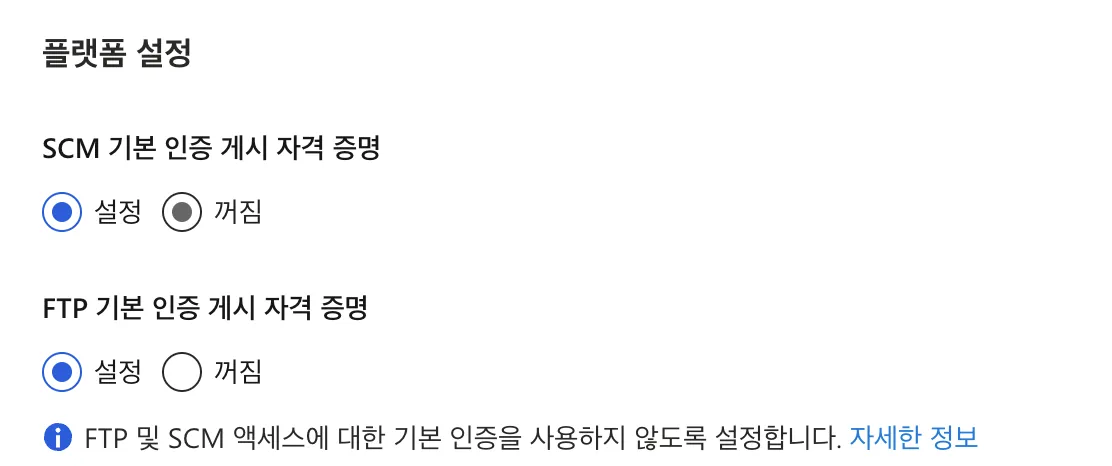 플랫폼 설정
SCM 기본 인증 게시 자격 증명
설정 꺼짐
FTP 기본 인증 게시 자격 증명
설정 꺼짐
FTP 및 SCM 액세스에 대한 기본 인증을 사용하지 않도록 설정합니다. 자세한 정보